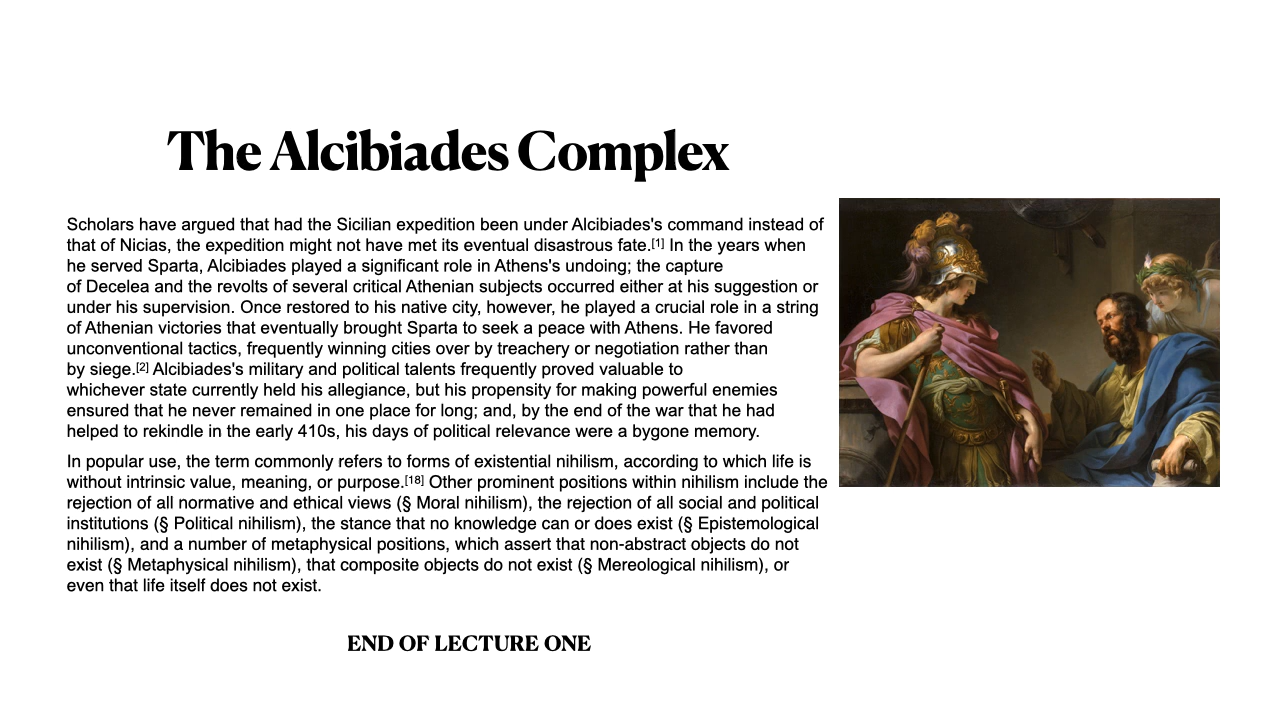 The Alcibiades Complex
Scholars have argued that had the Sicilian expedition been under Alcibiades's command instead of
that of Nicias, the expedition might not have met its eventual disastrous fate.[1] In the years when
he served Sparta, Alcibiades played a significant role in Athens's undoing; the capture
of Decelea and the revolts of several critical Athenian subjects occurred either at his suggestion or
under his supervision. Once restored to his native city, however, he played a crucial role in a string
of Athenian victories that eventually brought Sparta to seek a peace with Athens. He favored
unconventional tactics, frequently winning cities over by treachery or negotiation rather than
by siege.[2] Alcibiades's military and political talents frequently proved valuable to
whichever state currently held his allegiance, but his propensity for making powerful enemies
ensured that he never remained in one place for long; and, by the end of the war that he had
helped to rekindle in the early 410s, his days of political relevance were a bygone memory.
In popular use, the term commonly refers to forms of existential nihilism, according to which life is
without intrinsic value, meaning, or purpose.[18] Other prominent positions within nihilism include the
rejection of all normative and ethical views (§ Moral nihilism), the rejection of all social and political
institutions (§ Political nihilism), the stance that no knowledge can or does exist (§ Epistemological
nihilism), and a number of metaphysical positions, which assert that non-abstract objects do not
exist (§ Metaphysical nihilism), that composite objects do not exist (§ Mereological nihilism), or
even that life itself does not exist.
END OF LECTURE ONE